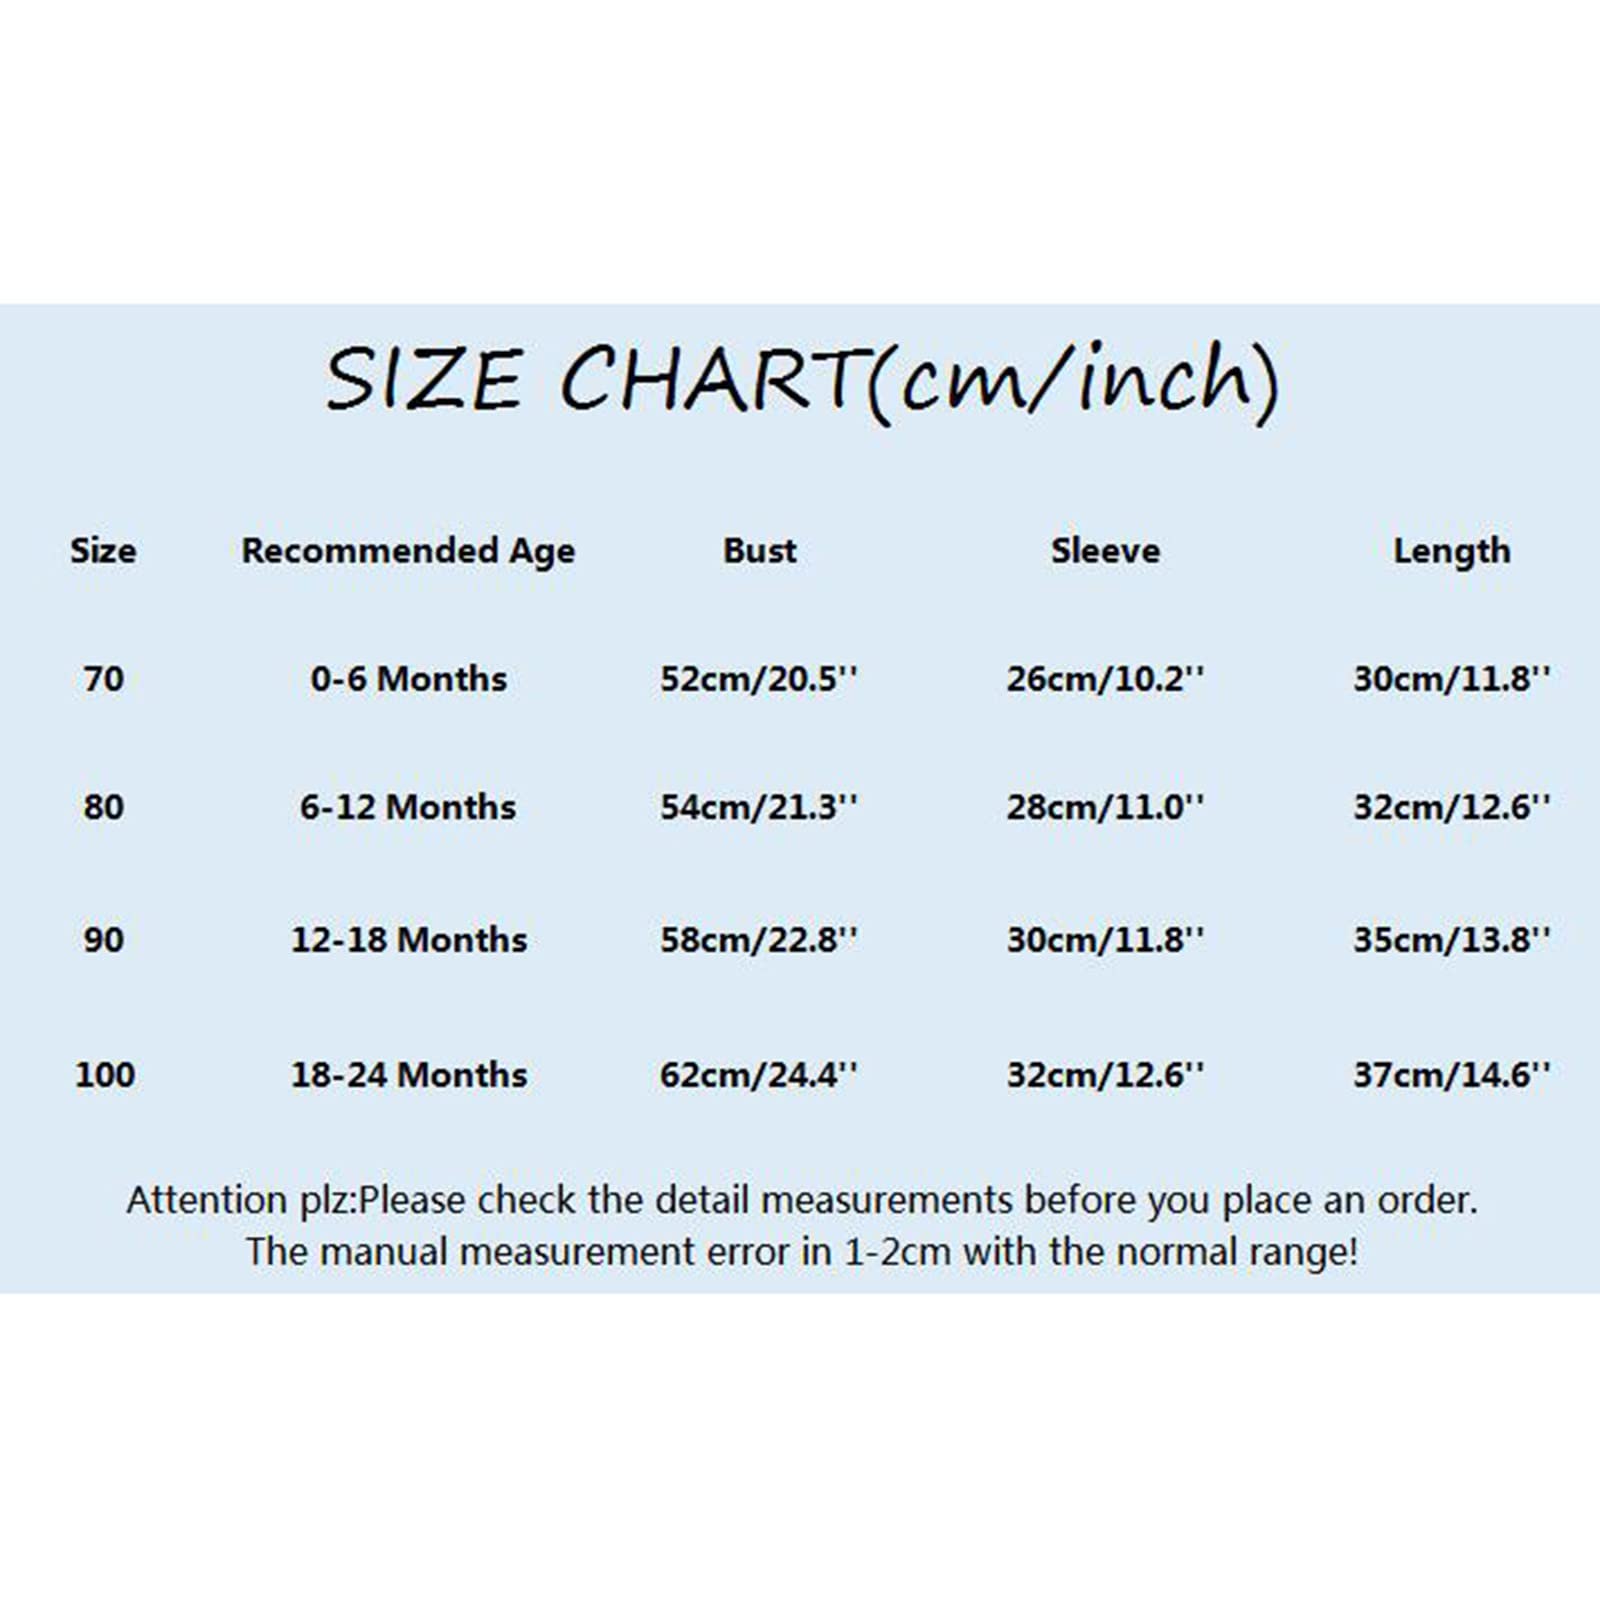 SIZE CHART(cm/inch)
Size Recommended Age Bust Sleeve Length
70 0-6 Months 52cm/20.5'' 26cm/10.2'' 30cm/11.8''
80 6-12 Months 54cm/21.3'' 28cm/11.0'' 32cm/12.6''
90 12-18 Months 58cm/22.8'' 30cm/11.8'' 35cm/13.8''
100 18-24 Months 62cm/24.4'' 32cm/12.6'' 37cm/14.6''
Attention plz:Please check the detail measurements before you place an order.
The manual measurement error in 1-2cm with the normal range!